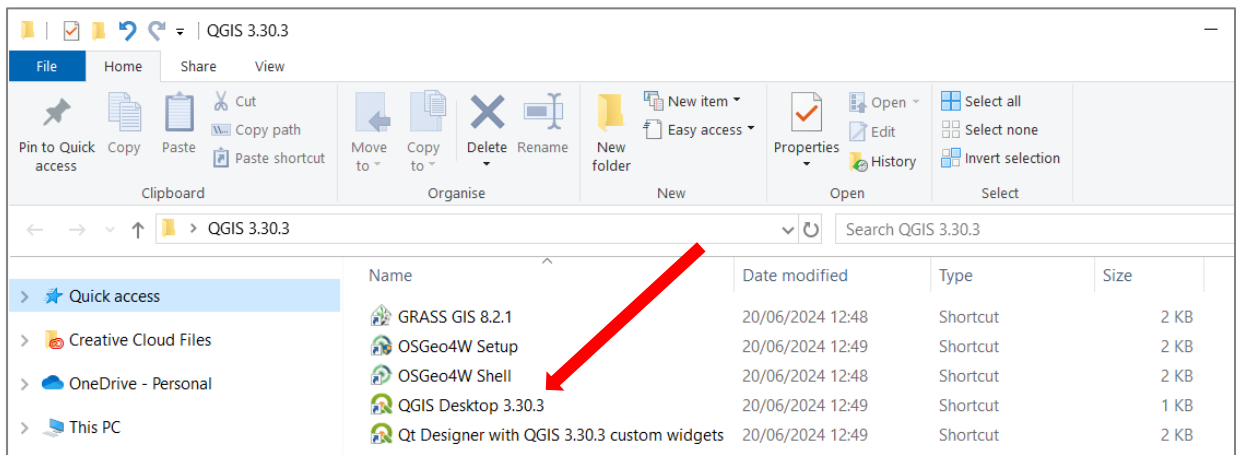 QGIS 3.30.3
File Home Share View
Pin to Quick access
Copy
Paste
Cut
Copy path
Paste shortcut
Clipboard
Move to
Copy to
Delete
Rename
Organise
New folder
New item
Easy access
New
Properties
Open
Edit
History
Open
Select all
Select none
Invert selection
Select
QGIS 3.30.3
Search QGIS 3.30.3
Quick access
Creative Cloud Files
OneDrive - Personal
This PC
Name Date modified Type Size
GRASS GIS 8.2.1 20/06/2024 12:48 Shortcut 2 KB
OSGeo4W Setup 20/06/2024 12:49 Shortcut 2 KB
OSGeo4W Shell 20/06/2024 12:48 Shortcut 2 KB
QGIS Desktop 3.30.3 20/06/2024 12:49 Shortcut 1 KB
Qt Designer with QGIS 3.30.3 custom widgets 20/06/2024 12:49 Shortcut 2 KB